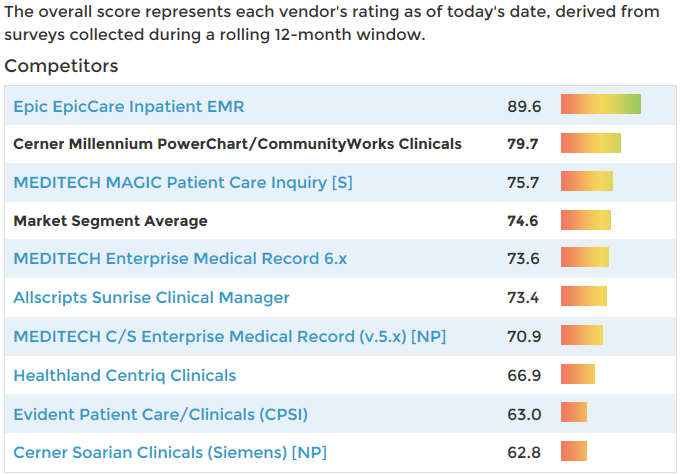 The overall score represents each vendor's rating as of today's date, derived from
surveys collected during a rolling 12-month window.
Competitors
Epic EpicCare Inpatient EMR 89.6
Cerner Millennium PowerChart/CommunityWorks Clinicals 79.7
MEDITECH MAGIC Patient Care Inquiry [S] 75.7
Market Segment Average 74.6
MEDITECH Enterprise Medical Record 6.x 73.6
Allscripts Sunrise Clinical Manager 73.4
MEDITECH C/S Enterprise Medical Record (v.5.x) [NP] 70.9
Healthland Centriq Clinicals 66.9
Evident Patient Care/Clinicals (CPSI) 63.0
Cerner Soarian Clinicals (Siemens) [NP] 62.8